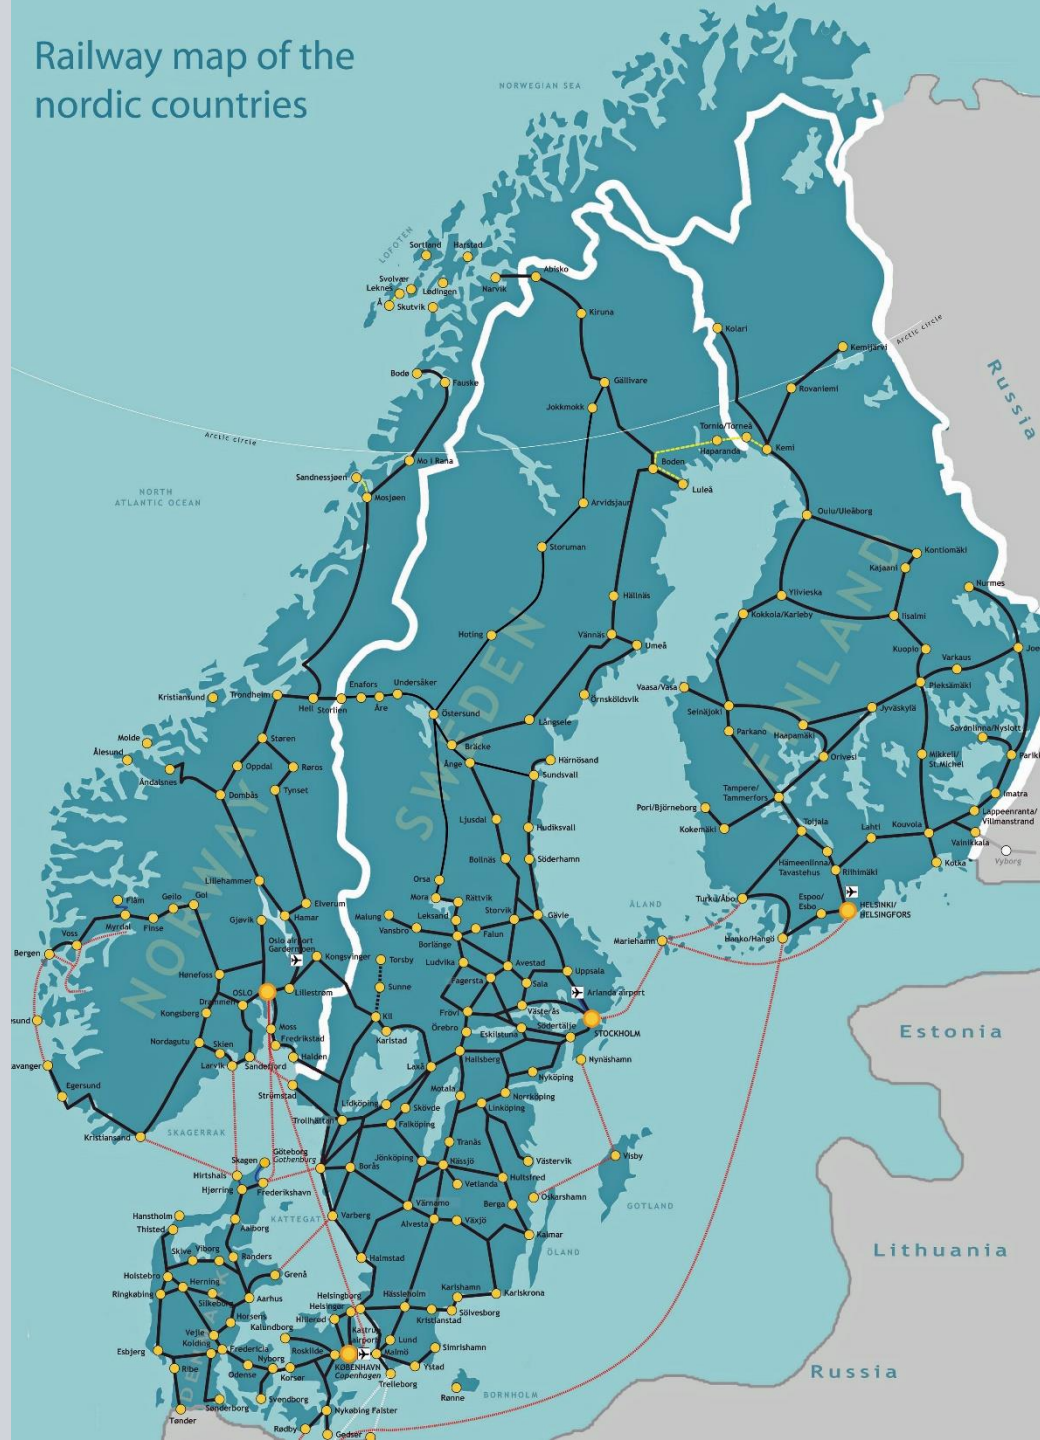 Railway map of the
nordic countries
NORWEGIAN SEA
LOFOTEN
Sortland
Harstad
Svolvær
Leknes
Lødingen
Å
Skutvik
Narvik
Abisko
Kiruna
Kolari
Kemijärvi
Arctic circle
Russia
Bodø
Fauske
Gällivare
Rovaniemi
Jokkmokk
Tornio/Torneå
Haparanda
Kemi
Arctic circle
Mo I Rana
Boden
Luleå
Sandnessjøen
Mosjøen
NORTH
ATLANTIC OCEAN
Arvidsjaur
Oulu/Uleåborg
Storuman
Kontiomäki
Kajaani
Nurmes
Hällnäs
Ylivieska
Kokkola/Karleby
Iisalmi
FINLAND
Hoting
Vännäs
Umeå
Kuopio
Varkaus
Joe
Pieksämäki
Kristiansund
Trondheim
Hell
Storlien
Enafors
Åre
Undersåker
Östersund
Örnsköldsvik
Vaasa/Vasa
Seinäjoki
Jyväskylä
Långsele
Parkano
Haapamäki
Savonlinna/Nyslott
Molde
Støren
Bräcke
Ålesund
Ånge
Härnösand
Orivesi
Mikkeli/
St.Michel
Parik
Åndalsnes
Oppdal
Røros
Sundsvall
Dombås
Tynset
SWEDEN
Tampere/
Tammerfors
Imatra
Pori/Björneborg
Lappeenranta/
Villmanstrand
Ljusdal
Hudiksvall
Kokemäki
Toijala
Lahti
Kouvola
Vainikkala
Vyborg
Bollnäs
Söderhamn
Hämeenlinna/
Tavastehus
Riihimäki
Kotka
NORWAY
Lillehammer
Orsa
Mora
Rättvik
Turku/Åbo
Espoo/
Esbo
HELSINKI/
HELSINGFORS
Flåm
Geilo
Gol
Elverum
Hamar
Gjøvik
Malung
Leksand
Storvik
Gävle
ÅLAND
Myrdal
Finse
Vansbro
Borlänge
Falun
Mariehamn
Hanko/Hangö
Voss
Bergen
Oslo airport
Gardermoen
Kongsvinger
Torsby
Ludvika
Avestad
Uppsala
Hønefoss
Fagersta
Sala
Sunne
Arlanda airport
OSLO
Lillestrøm
Drammen
Kongsberg
Kil
Frovi
Västerås
STOCKHOLM
Estonia
Moss
Fredrikstad
Karlstad
Örebro
Eskilstuna
Södertälje
Nordagutu
Skien
Halden
Hallsberg
Nynäshamn
Larvik
Sandefjord
Laxå
Nyköping
Egersund
Strømstad
Motala
Norrköping
Lidköping
Skövde
Linköping
Trollhättan
Falköping
SKAGERRAK
Kristiansand
Tranås
Göteborg
Gothenburg
Skagen
Borås
Jönköping
Nässjö
Västervik
Visby
Hirtshals
Hultsfred
Hjørring
Frederikshavn
Vetlanda
Oskarshamn
Värnamo
Berga
GOTLAND
Hanstholm
Thisted
KATTEGAT
Varberg
Alvesta
Växjö
Aalborg
Kalmar
ÖLAND
Lithuania
Skive
Viborg
Randers
Halmstad
Holstebro
Grenå
Herning
Ringkøbing
Silkeborg
Aarhus
Helsingborg
Helsingør
Hässleholm
Karlshamn
Karlskrona
Horsens
Hillerød
Kristianstad
Sölvesborg
Kalundborg
Kastrup
airport
Lund
Vejle
Kolding
Esbjerg
Fredericia
Roskilde
Malmö
Simrishamn
Nyborg
KØBENHAVN
Copenhagen
Ystad
Ribe
Odense
Korsør
Trelleborg
Russia
Svendborg
Rønne
BORNHOLM
Sønderborg
Nykøbing Falster
Tønder
Rødby
Gedser